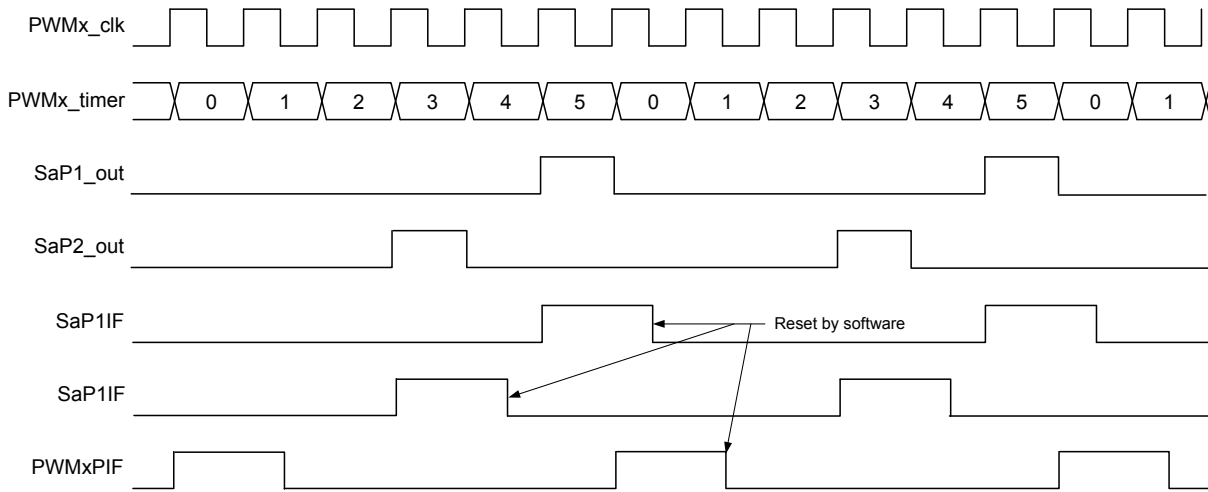 PWMx_clk
PWMx_timer 0 1 2 3 4 5 0 1 2 3 4 5 0 1
SaP1_out
SaP2_out
SaP1IF
Reset by software
SaP1IF
PWMxPIF